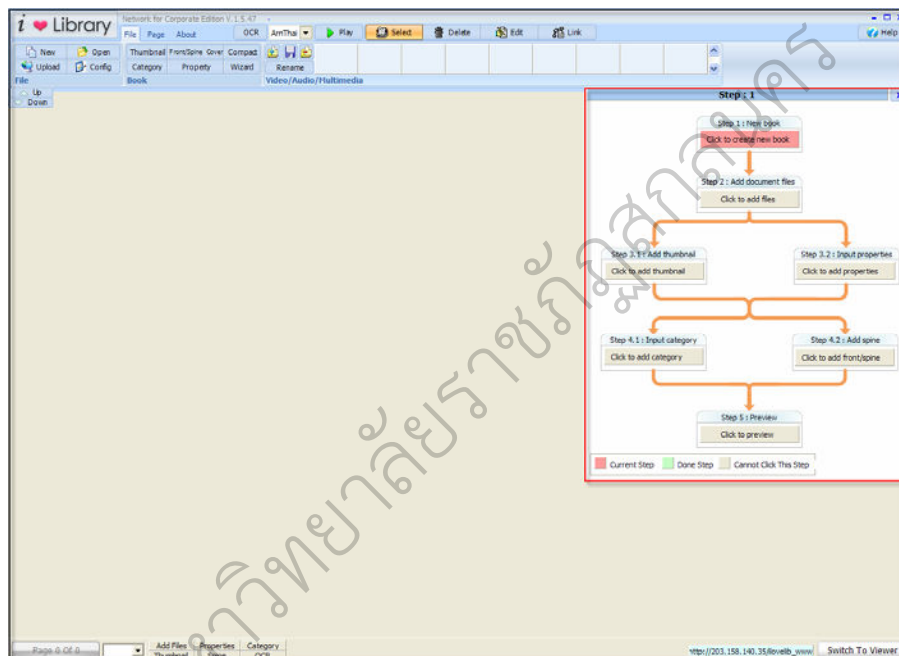 i Library
Network for Corporate Edition V.1.5.47
File Page About
OCR ArnThai Play Select Delete Edit Link
Help
New Open Thumbnail Front/Spine Cover Compact
Upload Config Category Property Wizard Rename
File Book Video/Audio/Multimedia
Up
Down
Step : 1
Step 1 : New book
Click to create new book
Step 2 : Add document files
Click to add files
Step 3.1 : Add thumbnail Step 3.2 : Input properties
Click to add thumbnail Click to add properties
Step 4.1 : Input category Step 4.2 : Add spine
Click to add category Click to add front/spine
Step 5 : Preview
Click to preview
Current Step Done Step Cannot Click This Step
Page 0 Of 0
Add Files Properties Category
Thumbnail Spine OCR
http://203.158.140.35/ilovelib_www Switch To Viewer
าวิทยาลัยราชภัฏสกลนคร